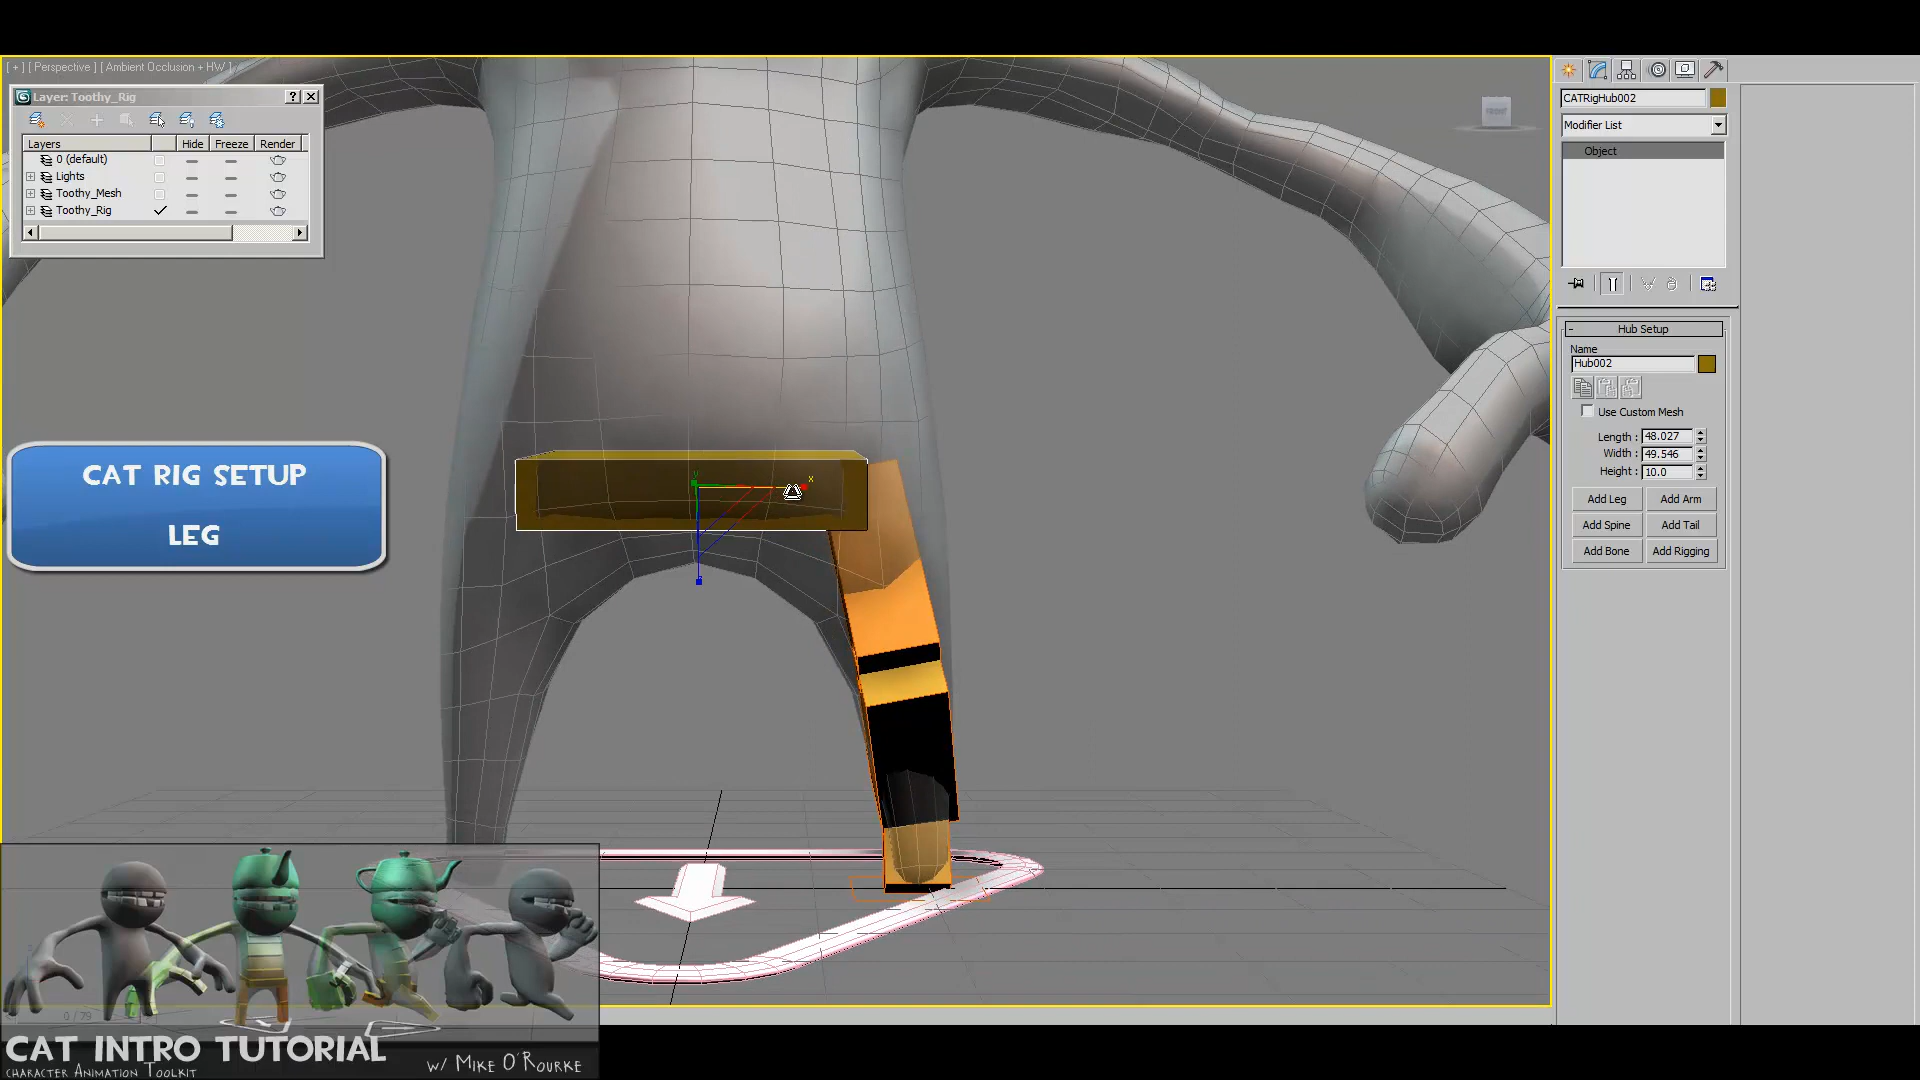 [ + ] [ Perspective ] [ Ambient Occlusion + HW ]
Layer: Toothy_Rig
Layers Hide Freeze Render
0 (default)
Lights
Toothy_Mesh
Toothy_Rig
CAT RIG SETUP
LEG
y
x
FRONT
CATRigHub002
Modifier List
Object
Hub Setup
Name
Hub002
Use Custom Mesh
Length : 48.027
Width : 49.546
Height : 10.0
Add Leg Add Arm
Add Spine Add Tail
Add Bone Add Rigging
0 / 79
CAT INTRO TUTORIAL
CHARACTER ANIMATION TOOLKIT
W/ MIKE O'ROURKE